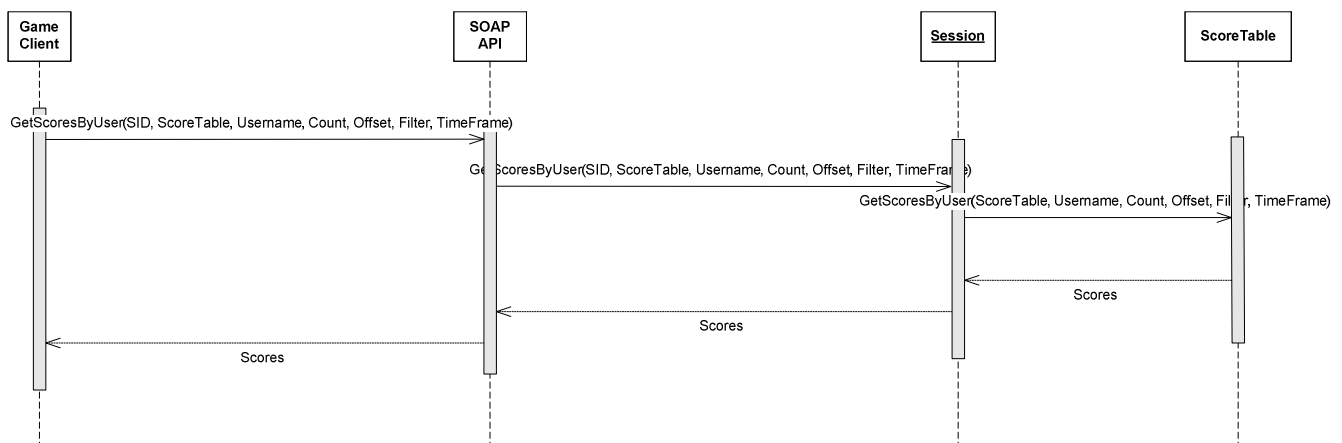 Game
Client
SOAP
API
Session
ScoreTable
GetScoresByUser(SID, ScoreTable, Username, Count, Offset, Filter, TimeFrame)
GetScoresByUser(SID, ScoreTable, Username, Count, Offset, Filter, TimeFrame)
GetScoresByUser(ScoreTable, Username, Count, Offset, Filter, TimeFrame)
Scores
Scores
Scores